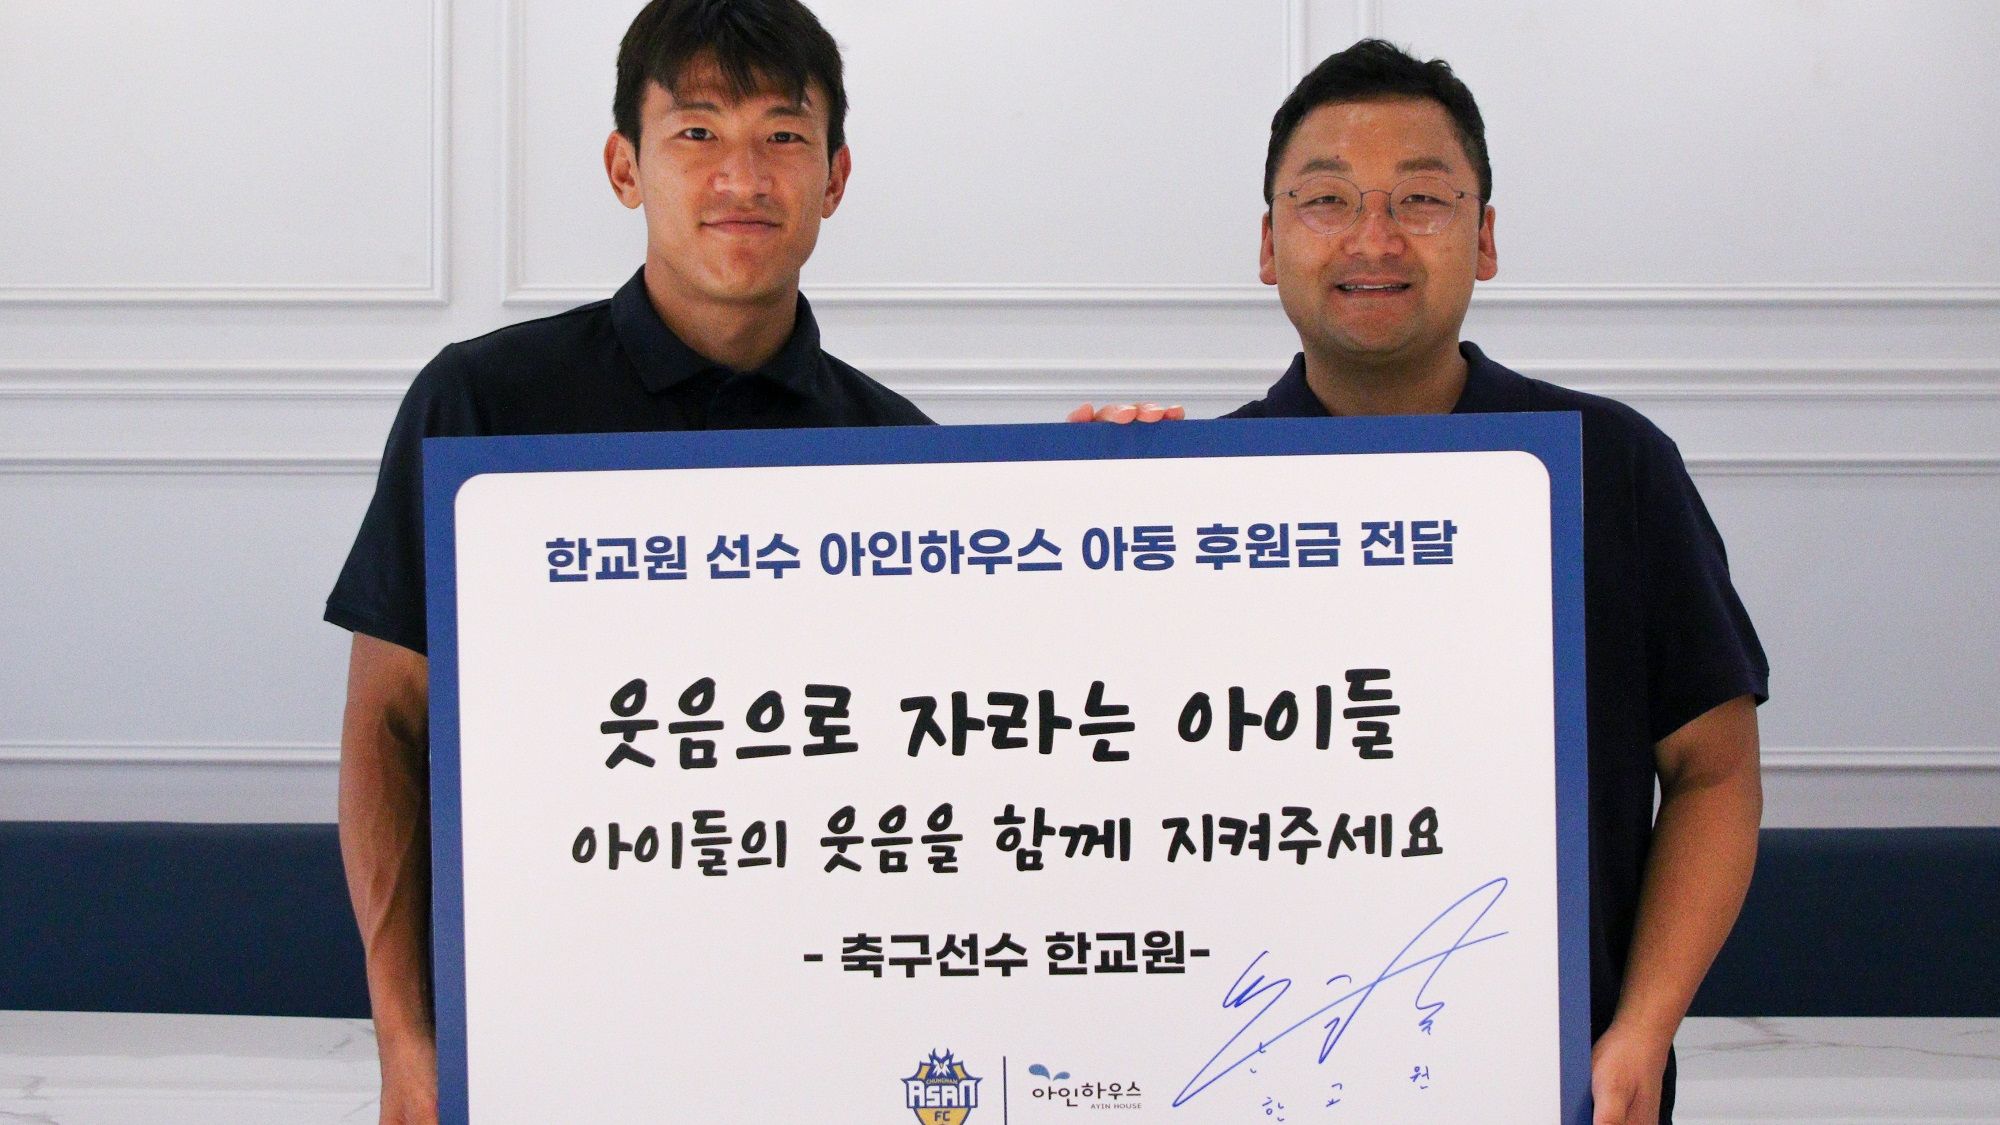 한교원 선수 아인하우스 아동 후원금 전달
웃음으로 자라는 아이들
아이들의 웃음을 함께 지켜주세요
- 축구선수 한교원-
CHUNGNAM
ASAN
FC
아인하우스
AYIN HOUSE
한교원